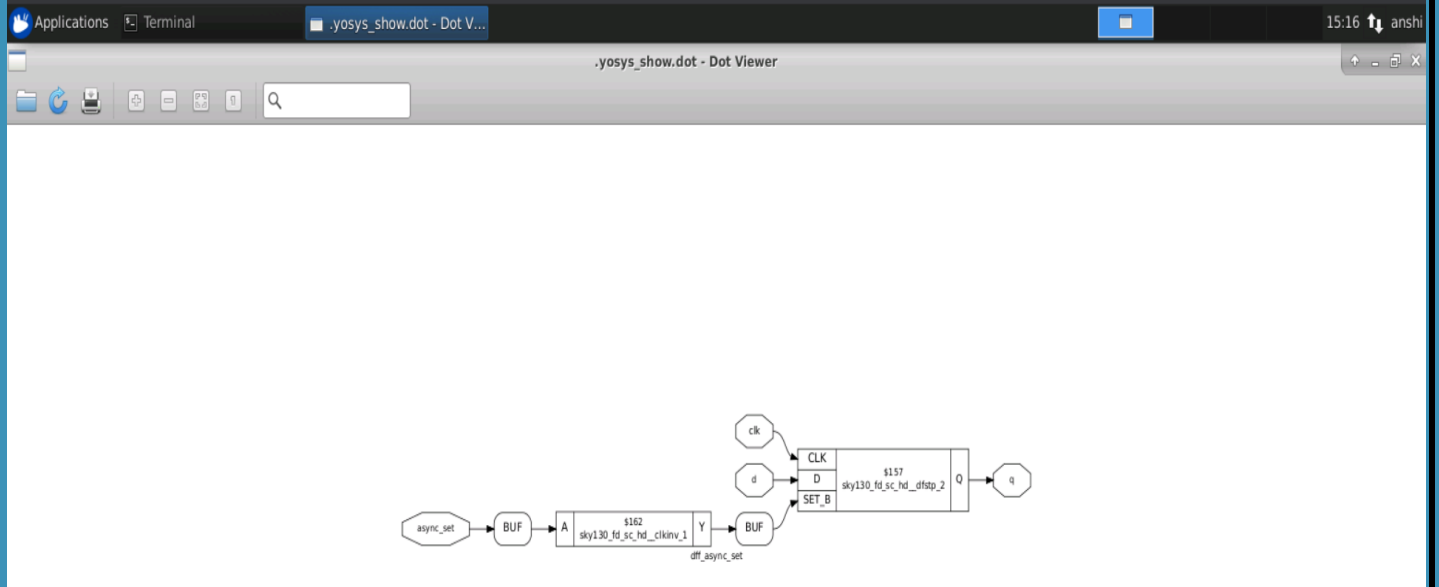 Applications
Terminal
.yosys_show.dot - Dot V...
15:16
anshi
.yosys_show.dot - Dot Viewer
clk
CLK
d
D
SET_B
$157
sky130_fd_sc_hd__dfstp_2
Q
q
async_set
BUF
A
$162
sky130_fd_sc_hd__clkinv_1
Y
BUF
dff_async_set